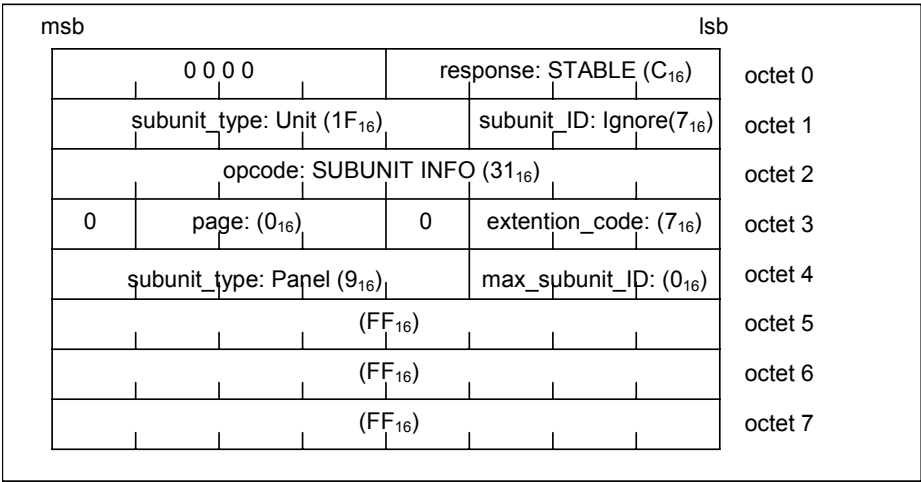 msb lsb
0 0 0 0 response: STABLE (C₁₆) octet 0
subunit_type: Unit (1F₁₆) subunit_ID: Ignore(7₁₆) octet 1
opcode: SUBUNIT INFO (31₁₆) octet 2
0 page: (0₁₆) 0 extention_code: (7₁₆) octet 3
subunit_type: Panel (9₁₆) max_subunit_ID: (0₁₆) octet 4
(FF₁₆) octet 5
(FF₁₆) octet 6
(FF₁₆) octet 7